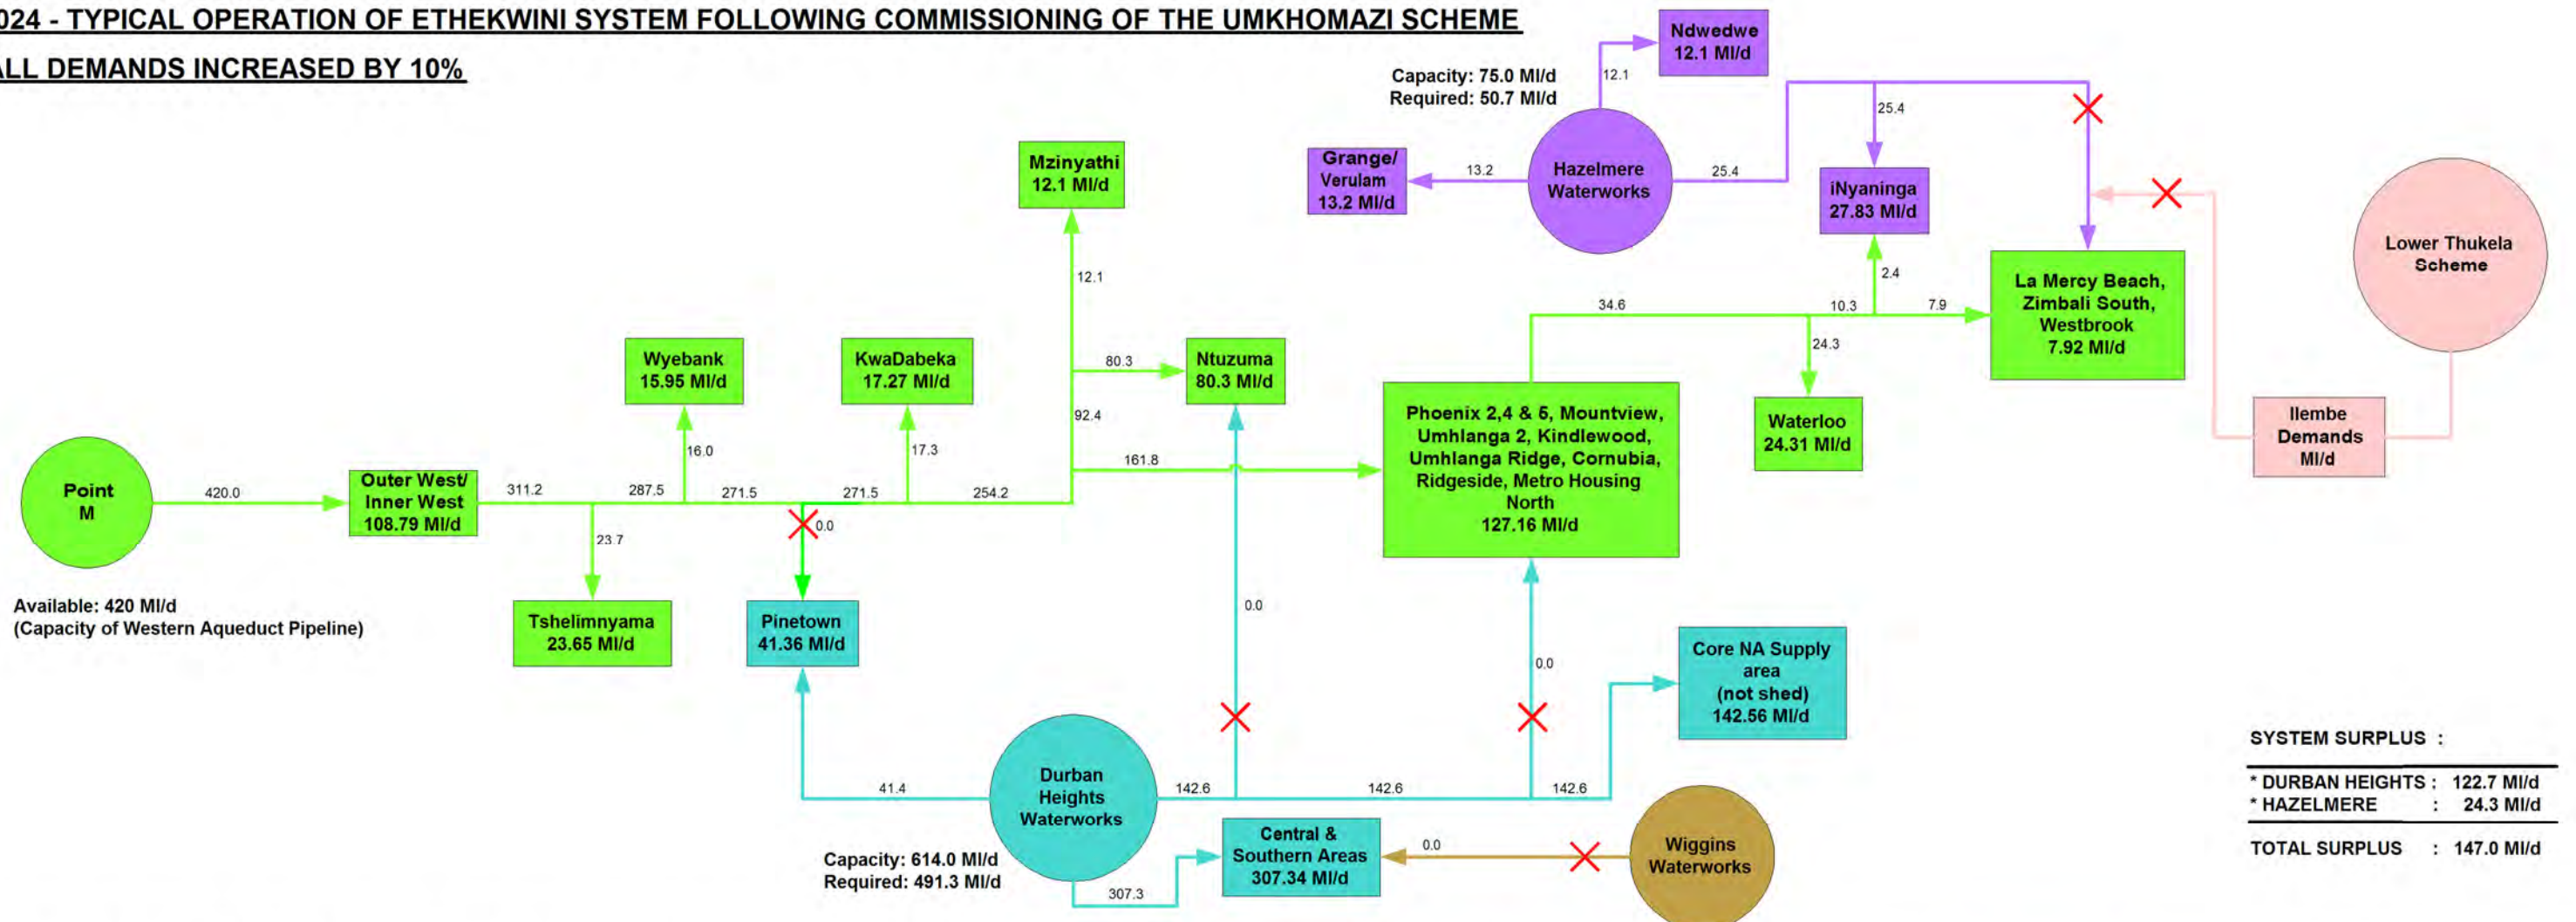 024 - TYPICAL OPERATION OF ETHEKWINI SYSTEM FOLLOWING COMMISSIONING OF THE UMKHOMAZI SCHEME
ALL DEMANDS INCREASED BY 10%
Ndwedwe
12.1 Ml/d
Capacity: 75.0 Ml/d
Required: 50.7 Ml/d
12.1
25.4
Mzinyathi
12.1 Ml/d
Grange/
Verulam
13.2 Ml/d
13.2
Hazelmere
Waterworks
25.4
iNyaninga
27.83 Ml/d
Lower Thukela
Scheme
12.1
2.4
La Mercy Beach,
Zimbali South,
Westbrook
7.92 Ml/d
34.6
10.3
7.9
24.3
Wyebank
15.95 Ml/d
KwaDabeka
17.27 Ml/d
80.3
Ntuzuma
80.3 Ml/d
92.4
Phoenix 2,4 & 5, Mountview,
Umhlanga 2, Kindlewood,
Umhlanga Ridge, Cornubia,
Ridgeside, Metro Housing
North
127.16 Ml/d
Waterloo
24.31 Ml/d
Ilembe
Demands
Ml/d
16.0
17.3
161.8
Point
M
420.0
Outer West/
Inner West
108.79 Ml/d
311.2
287.5
271.5
271.5
254.2
23.7
0.0
Available: 420 Ml/d
(Capacity of Western Aqueduct Pipeline)
Tshelimnyama
23.65 Ml/d
Pinetown
41.36 Ml/d
0.0
0.0
Core NA Supply
area
(not shed)
142.56 Ml/d
41.4
Durban
Heights
Waterworks
142.6
142.6
142.6
Capacity: 614.0 Ml/d
Required: 491.3 Ml/d
307.3
Central &
Southern Areas
307.34 Ml/d
0.0
Wiggins
Waterworks
SYSTEM SURPLUS :
* DURBAN HEIGHTS : 122.7 Ml/d
* HAZELMERE : 24.3 Ml/d
TOTAL SURPLUS : 147.0 Ml/d